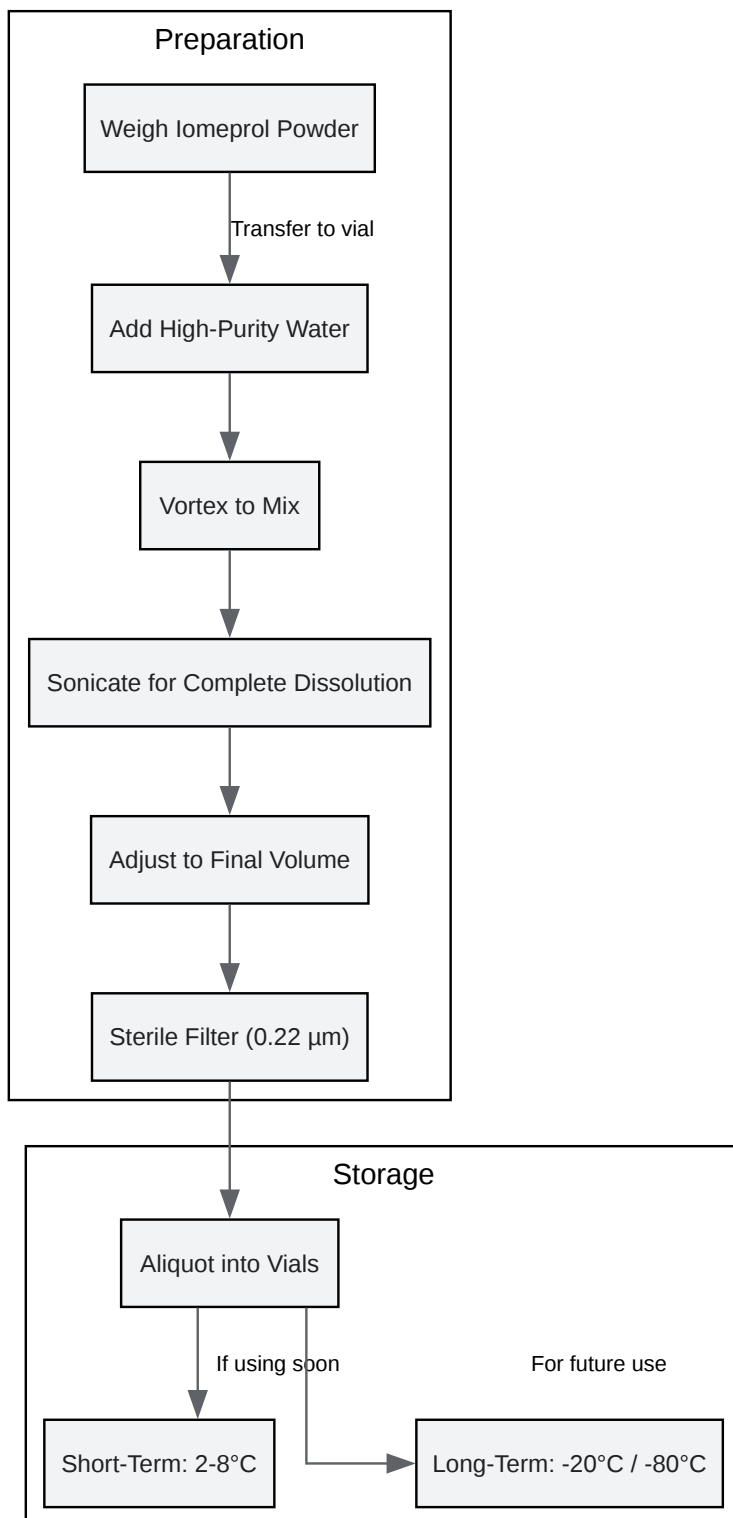 Preparation
Weigh Iomeprol Powder
Transfer to vial
Add High-Purity Water
Vortex to Mix
Sonicate for Complete Dissolution
Adjust to Final Volume
Sterile Filter (0.22 µm)
Storage
Aliquot into Vials
If using soon
For future use
Short-Term: 2-8°C
Long-Term: -20°C / -80°C